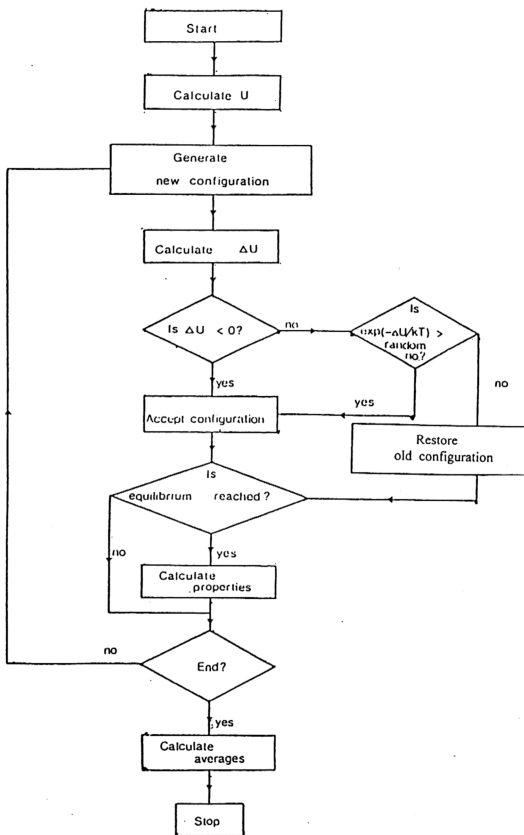 Start
Calculate U
Generate
new configuration
Calculate ΔU
Is ΔU < 0?
no
Is
exp(-ΔU/kT) >
random
no.?
yes
yes
no
Accept configuration
Restore
old configuration
Is
equilibrium reached?
no
yes
Calculate
properties
no
End?
yes
Calculate
averages
Stop